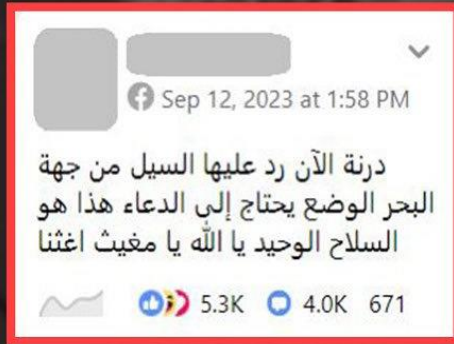 Sep 12, 2023 at 1:58 PM
درنة الآن رد عليها السيل من جهة
البحر الوضع يحتاج إلى الدعاء هذا هو
السلاح الوحيد يا الله يا مغيث اغثنا
5.3K 4.0K 671